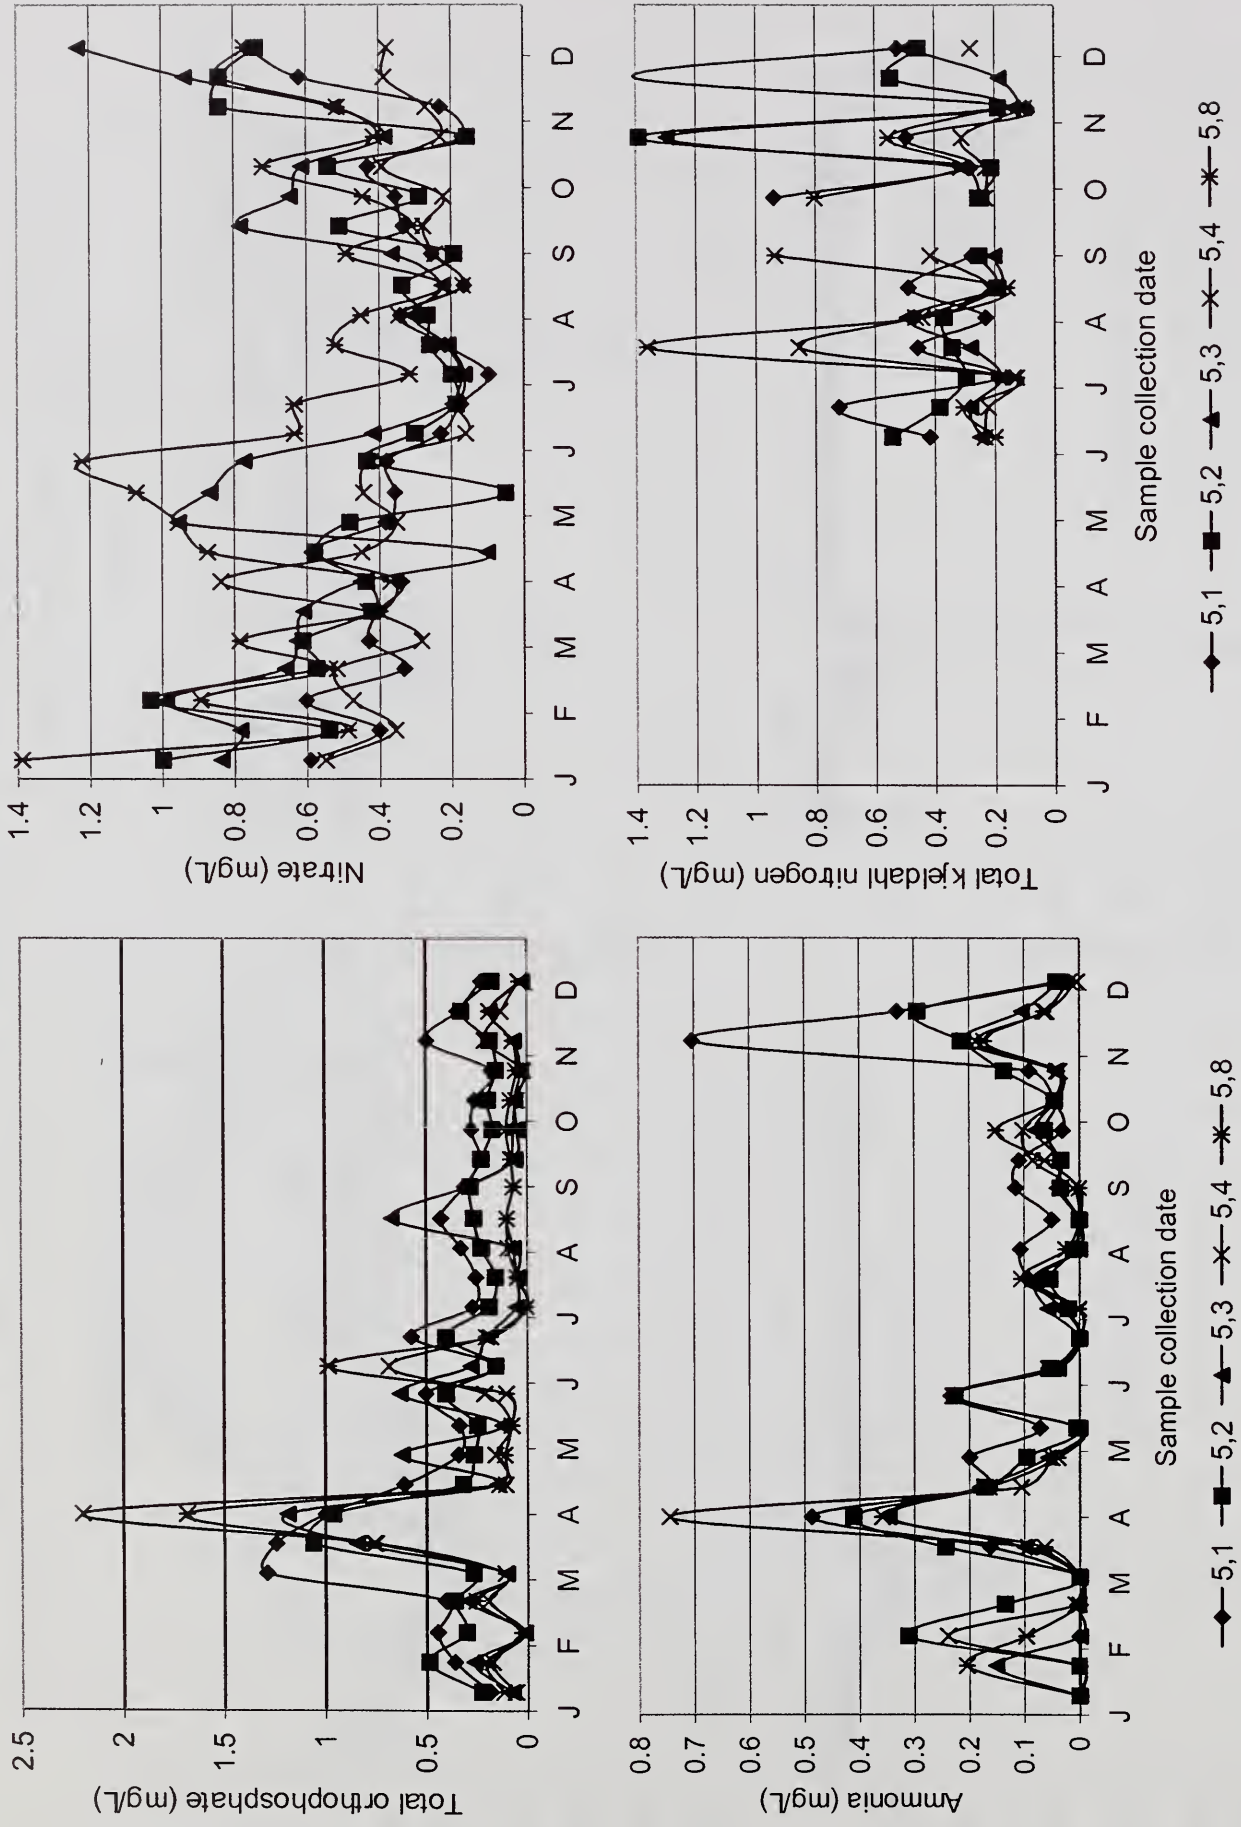 Total orthophosphate (mg/L)
2.5
2
1.5
1
0.5
0
J F M A M J J A S O N D
Nitrate (mg/L)
1.4
1.2
1
0.8
0.6
0.4
0.2
0
J F M A M J J A S O N D
Ammonia (mg/L)
0.8
0.7
0.6
0.5
0.4
0.3
0.2
0.1
0
J F M A M J J A S O N D
Sample collection date
5,1 5,2 5,3 5,4 5,8
Total kjeldahl nitrogen (mg/L)
1.4
1.2
1
0.8
0.6
0.4
0.2
0
J F M A M J J A S O N D
Sample collection date
5,1 5,2 5,3 5,4 5,8